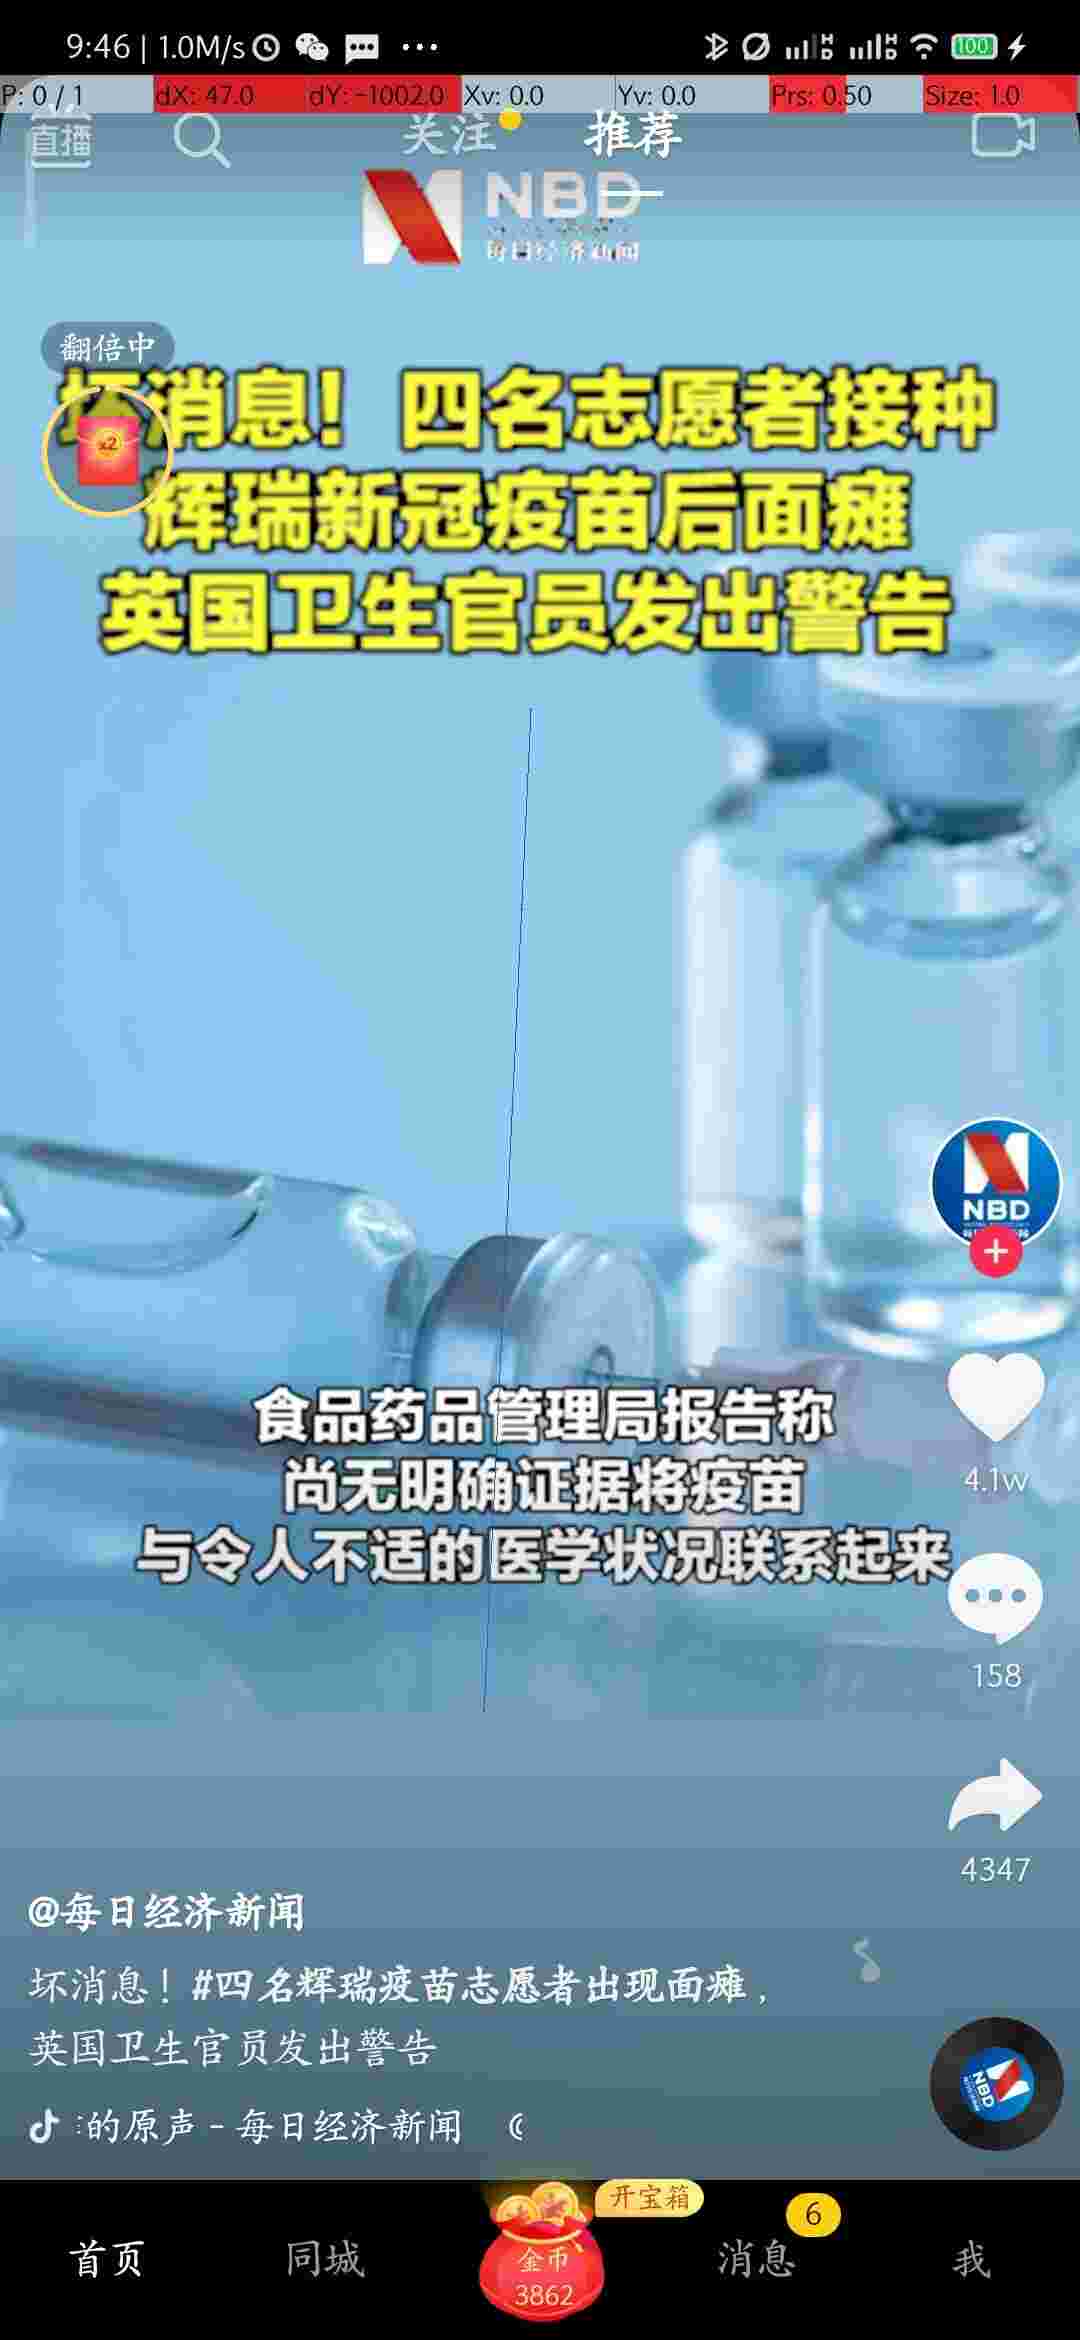 9:46 | 1.0M/s
100
P: 0 / 1
dX: 47.0
dY: -1002.0
Xv: 0.0
Yv: 0.0
Prs: 0.50
Size: 1.0
直播
关注
推荐
NBD
每日经济新闻
翻倍中
x2
坏消息！四名志愿者接种
辉瑞新冠疫苗后面瘫
英国卫生官员发出警告
NBD
4.1w
食品药品管理局报告称
尚无明确证据将疫苗
与令人不适的医学状况联系起来
158
4347
@每日经济新闻
坏消息！#四名辉瑞疫苗志愿者出现面瘫，
英国卫生官员发出警告
的原声 - 每日经济新闻
NBD
首页
同城
金币
3862
开宝箱
消息
6
我